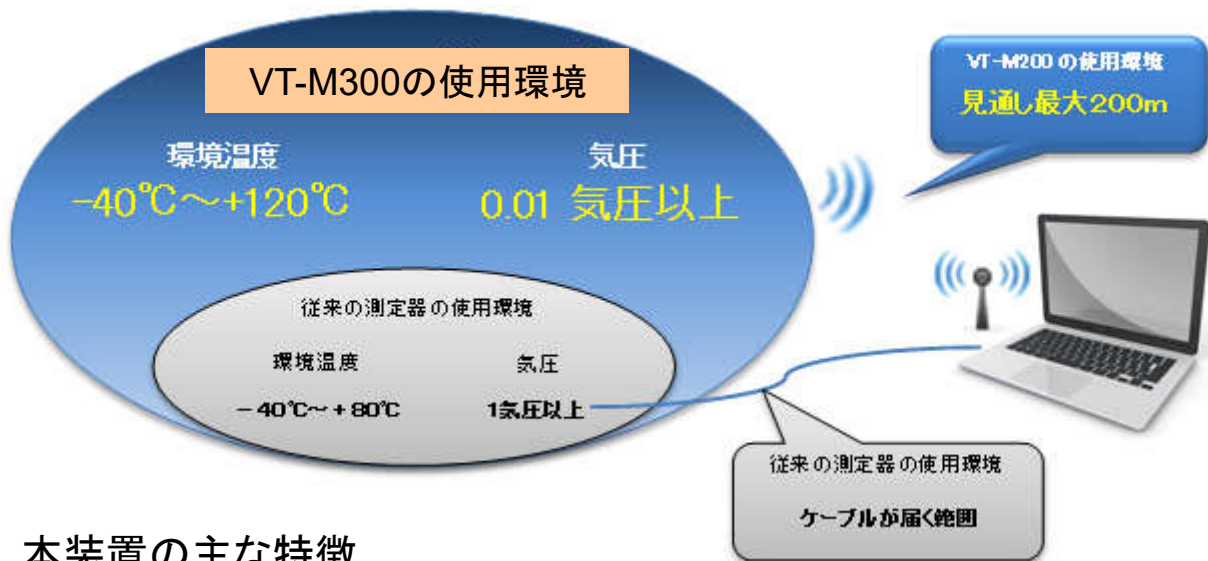 VT-M300の使用環境
環境温度
気圧
-40℃～+120℃
0.01 気圧以上
VT-M200 の使用環境
見通し最大200m
従来の測定器の使用環境
環境温度
気圧
－40℃～＋80℃
1気圧以上
従来の測定器の使用環境
ケーブルが届く範囲
本装置の主な特徴